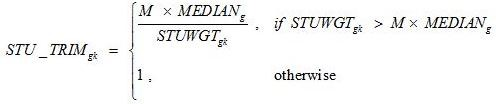 STU_TRIM_gk = { M × MEDIAN_g / STUWGT_gk , if STUWGT_gk > M × MEDIAN_g
1 , otherwise